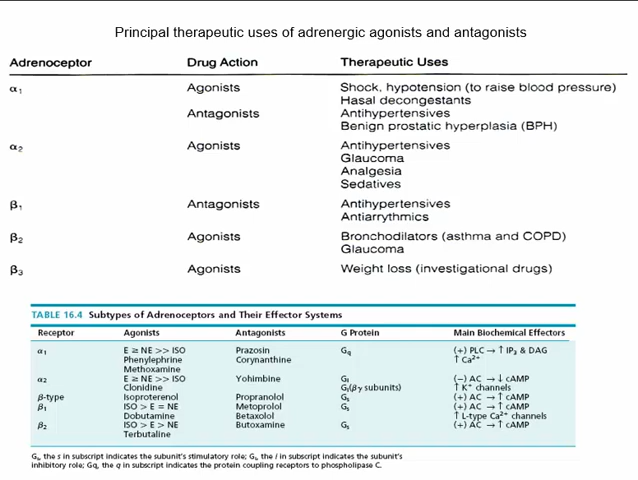 Principal therapeutic uses of adrenergic agonists and antagonists
Adrenoceptor Drug Action Therapeutic Uses
α1 Agonists Shock, hypotension (to raise blood pressure)
Hasal decongestants
Antagonists Antihypertensives
Benign prostatic hyperplasia (BPH)
α2 Agonists Antihypertensives
Glaucoma
Analgesia
Sedatives
β1 Antagonists Antihypertensives
Antiarrythmics
β2 Agonists Bronchodilators (asthma and COPD)
Glaucoma
β3 Agonists Weight loss (investigational drugs)
TABLE 16.4 Subtypes of Adrenoceptors and Their Effector Systems
Receptor Agonists Antagonists G Protein Main Biochemical Effectors
α1 E ≥ NE >> ISO Prazosin Gq (+) PLC → ↑ IP3 & DAG
Phenylephrine Corynanthine ↑ Ca2+
Methoxamine
α2 E ≥ NE >> ISO Yohimbine Gi (−) AC → ↓ cAMP
Clonidine Gi(βγ subunits) ↑ K+ channels
β-type Isoproterenol Propranolol Gs (+) AC → ↑ cAMP
β1 ISO > E = NE Metoprolol Gs (+) AC → ↑ cAMP
Dobutamine Betaxolol ↑ L-type Ca2+ channels
β2 ISO > E > NE Butoxamine Gs (+) AC → ↑ cAMP
Terbutaline
Gs, the s in subscript indicates the subunit's stimulatory role; Gi, the i in subscript indicates the subunit's
inhibitory role; Gq, the q in subscript indicates the protein coupling receptors to phospholipase C.